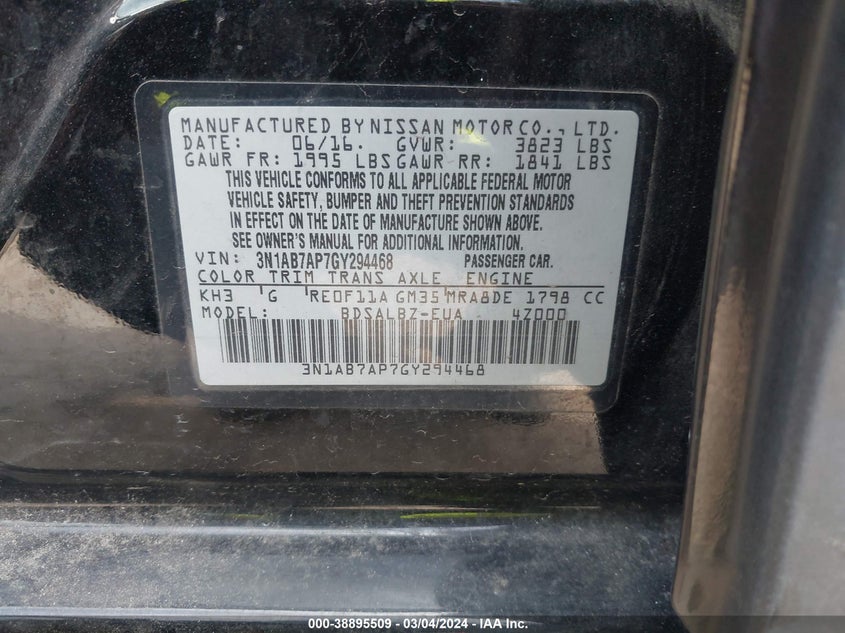 MANUFACTURED BY NISSAN MOTOR CO., LTD.
DATE: 06/16. GVWR: 3823 LBS
GAWR FR: 1995 LBS GAWR RR: 1841 LBS
THIS VEHICLE CONFORMS TO ALL APPLICABLE FEDERAL MOTOR
VEHICLE SAFETY, BUMPER AND THEFT PREVENTION STANDARDS
IN EFFECT ON THE DATE OF MANUFACTURE SHOWN ABOVE.
SEE OWNER'S MANUAL FOR ADDITIONAL INFORMATION.
VIN: 3N1AB7AP7GY294468 PASSENGER CAR.
COLOR TRIM TRANS AXLE ENGINE
KH3 G RE0F11A GM35 MRA8DE 1798 CC
MODEL: BDSALBZ-EUA 4Z000
3N1AB7AP7GY294468
000-38895509 - 03/04/2024 - IAA Inc.